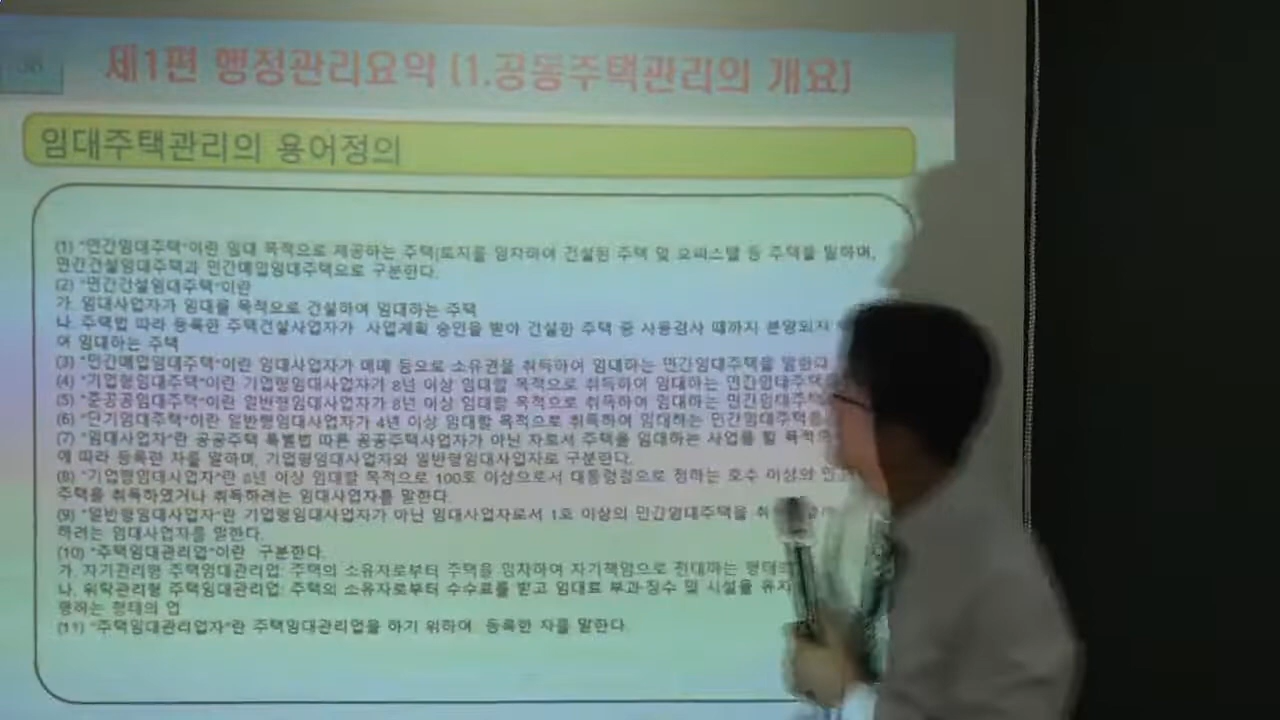 제1편 행정관리요약 [1.공동주택관리의 개요]
임대주택관리의 용어정의
(1) "민간임대주택"이란 임대 목적으로 제공하는 주택[토지를 임차하여 건설된 주택 및 오피스텔 등 주택을 말하며,
민간건설임대주택과 민간매입임대주택으로 구분한다.
(2) "민간건설임대주택"이란
가. 임대사업자가 임대를 목적으로 건설하여 임대하는 주택
나. 주택법 따라 등록한 주택건설사업자가 사업계획 승인을 받아 건설한 주택 중 사용검사 때까지 분양되지
여 임대하는 주택
(3) "민간매입임대주택"이란 임대사업자가 매매 등으로 소유권을 취득하여 임대하는 민간임대주택을 말한다
(4) "기업형임대주택"이란 기업형임대사업자가 8년 이상 임대할 목적으로 취득하여 임대하는 민간임대주택
(5) "준공공임대주택"이란 일반형임대사업자가 8년 이상 임대할 목적으로 취득하여 임대하는 민간임대주택
(6) "단기임대주택"이란 일반형임대사업자가 4년 이상 임대할 목적으로 취득하여 임대하는 민간임대주택을
(7) "임대사업자"란 공공주택 특별법 따른 공공주택사업자가 아닌 자로서 주택을 임대하는 사업을 할 목적으
에 따라 등록한 자를 말하며, 기업형임대사업자와 일반형임대사업자로 구분한다.
(8) "기업형임대사업자"란 8년 이상 임대할 목적으로 100호 이상으로서 대통령령으로 정하는 호수 이상의 민간
주택을 취득하였거나 취득하려는 임대사업자를 말한다.
(9) "일반형임대사업자"란 기업형임대사업자가 아닌 임대사업자로서 1호 이상의 민간임대주택을 취
하려는 임대사업자를 말한다.
(10) "주택임대관리업"이란 구분한다.
가. 자기관리형 주택임대관리업: 주택의 소유자로부터 주택을 임차하여 자기책임으로 전대하는 형태의
나. 위탁관리형 주택임대관리업: 주택의 소유자로부터 수수료를 받고 임대료 부과·징수 및 시설물 유지
행하는 형태의 업
(11) "주택임대관리업자"란 주택임대관리업을 하기 위하여 등록한 자를 말한다.